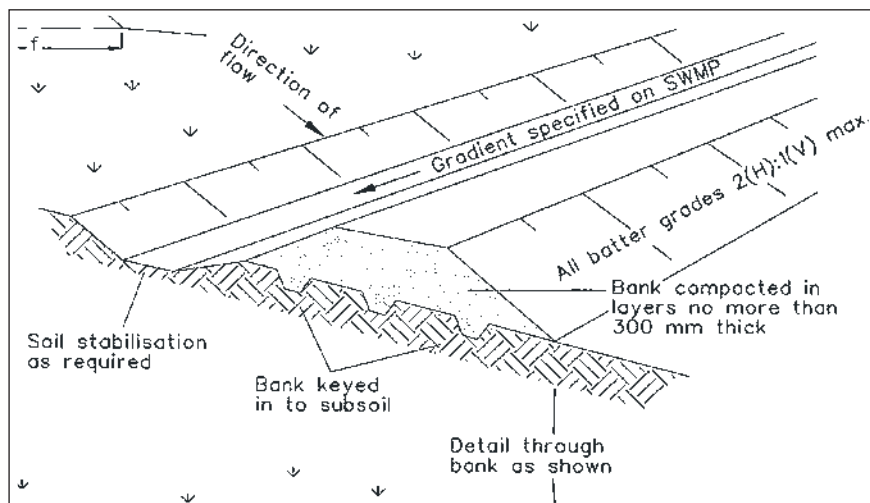 f
Direction of
flow
Gradient specified on SWMP
All batter grades 2(H):1(V) max.
Bank compacted in
layers no more than
300 mm thick
Soil stabilisation
as required
Bank keyed
in to subsoil
Detail through
bank as shown